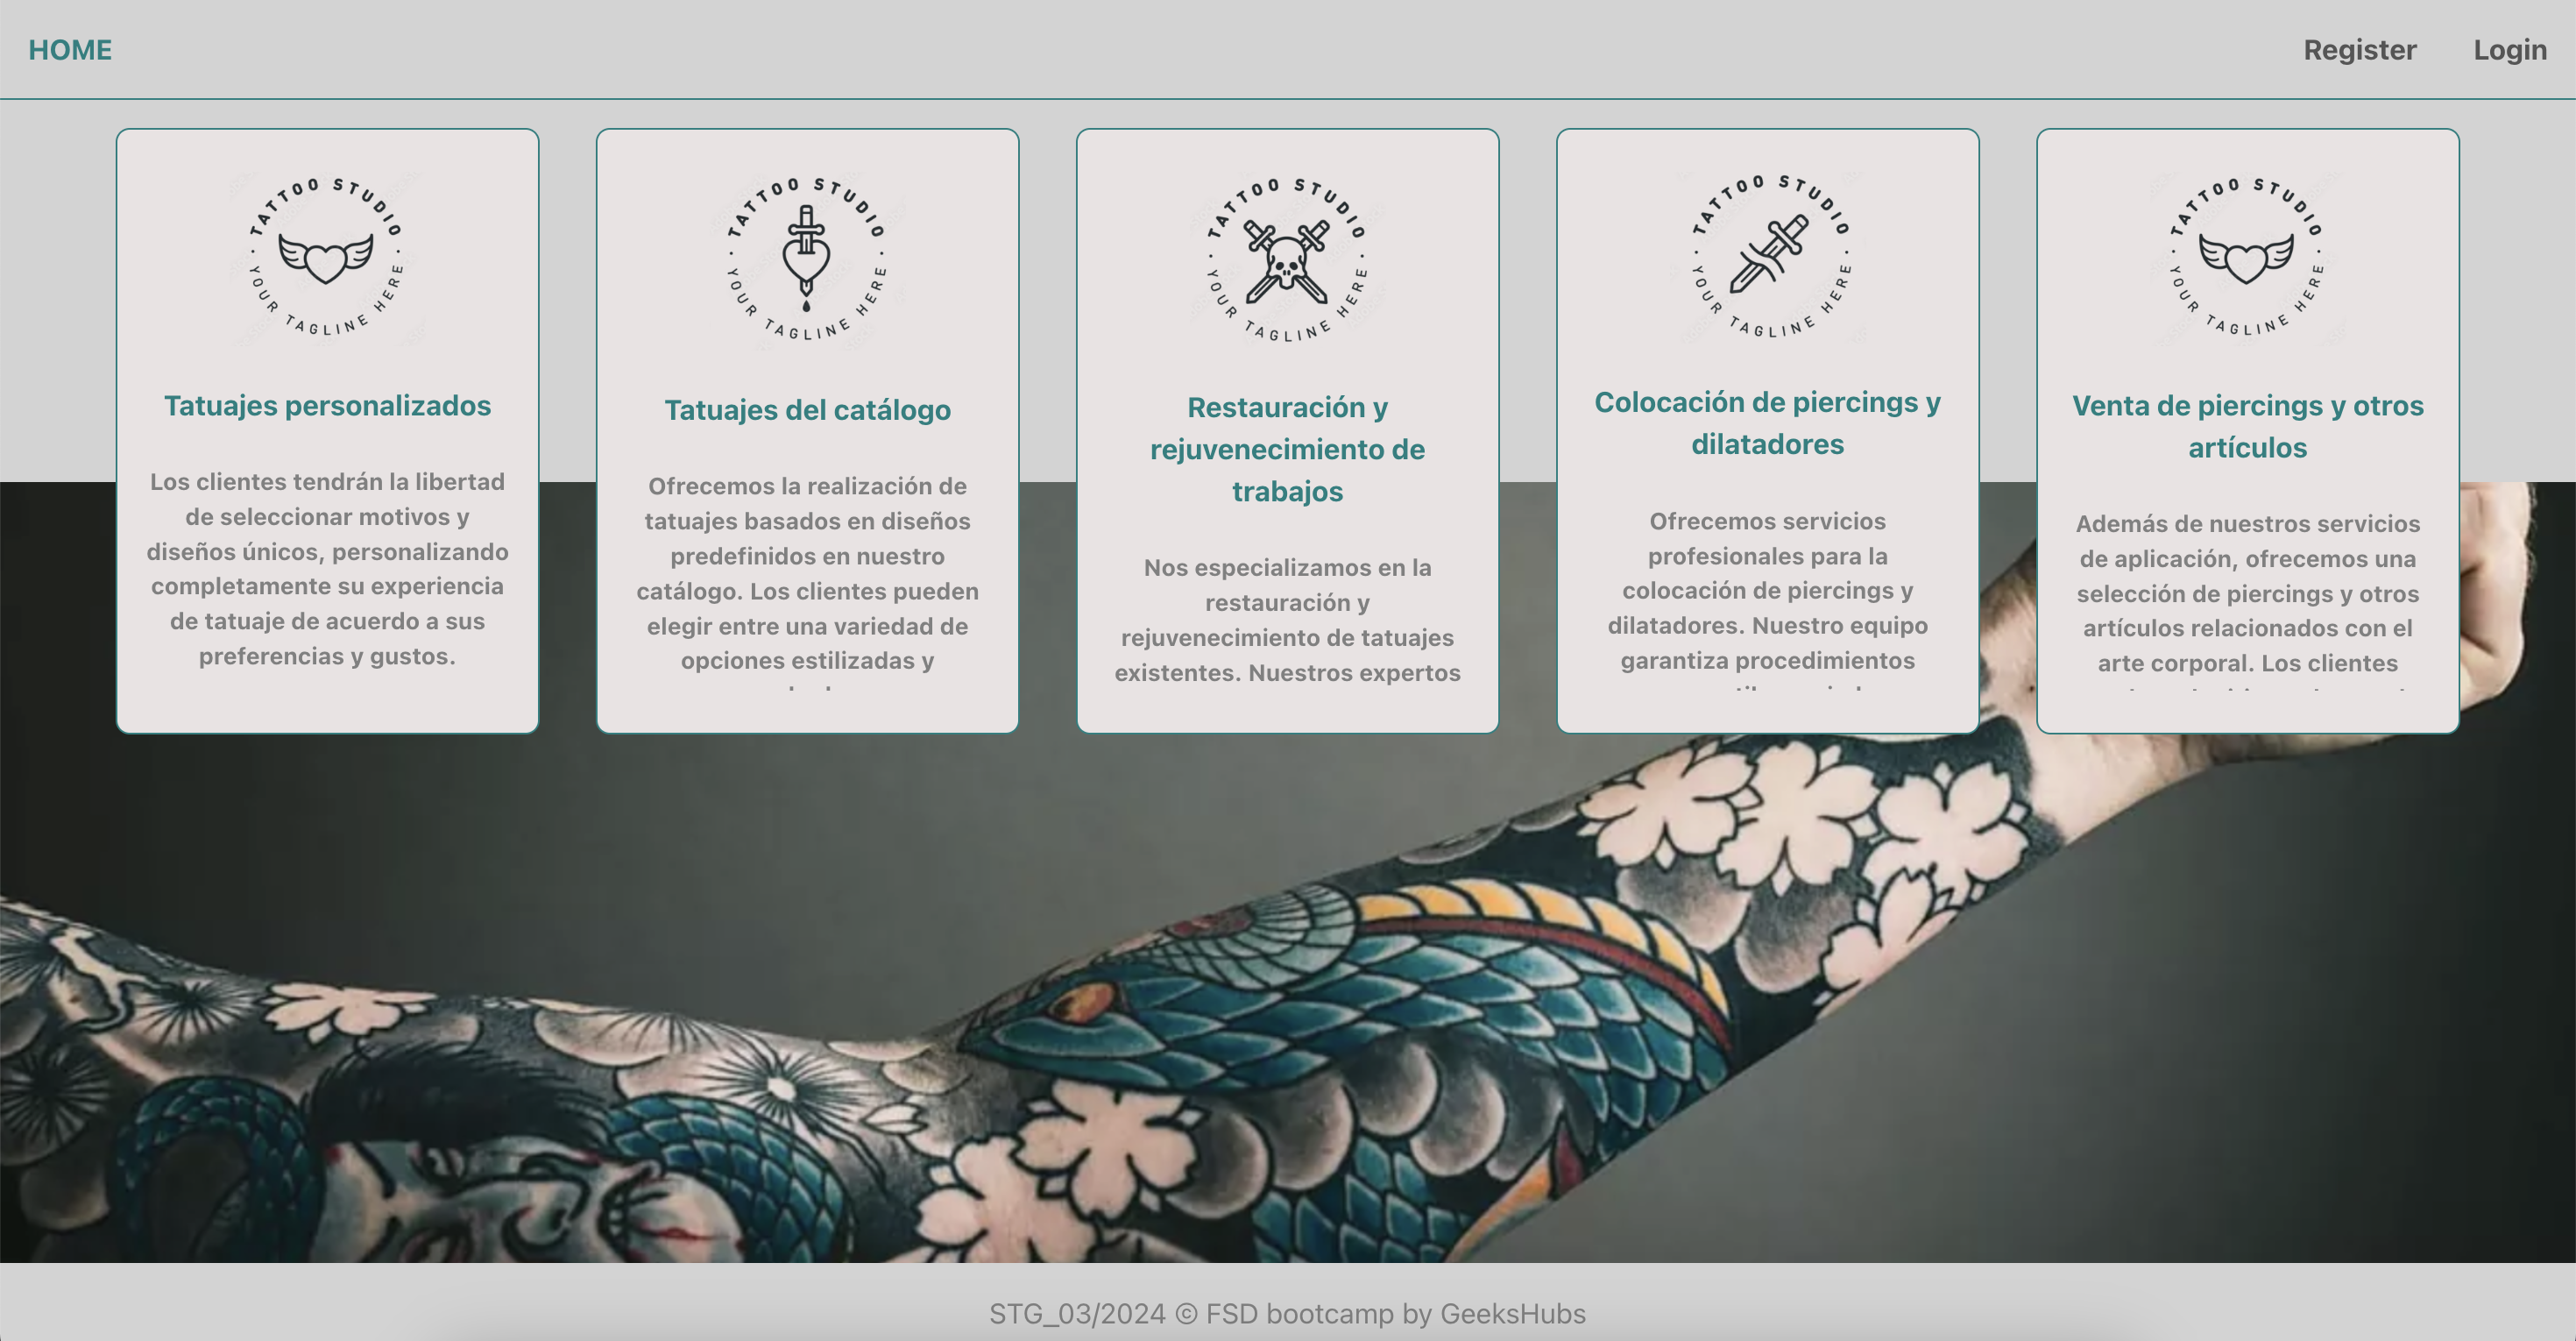 HOME
Register
Login
TATTOO STUDIO
· YOUR TAGLINE HERE ·
Tatuajes personalizados
Los clientes tendrán la libertad
de seleccionar motivos y
diseños únicos, personalizando
completamente su experiencia
de tatuaje de acuerdo a sus
preferencias y gustos.
TATTOO STUDIO
· YOUR TAGLINE HERE ·
Tatuajes del catálogo
Ofrecemos la realización de
tatuajes basados en diseños
predefinidos en nuestro
catálogo. Los clientes pueden
elegir entre una variedad de
opciones estilizadas y
TATTOO STUDIO
· YOUR TAGLINE HERE ·
Restauración y
rejuvenecimiento de
trabajos
Nos especializamos en la
restauración y
rejuvenecimiento de tatuajes
existentes. Nuestros expertos
TATTOO STUDIO
· YOUR TAGLINE HERE ·
Colocación de piercings y
dilatadores
Ofrecemos servicios
profesionales para la
colocación de piercings y
dilatadores. Nuestro equipo
garantiza procedimientos
TATTOO STUDIO
· YOUR TAGLINE HERE ·
Venta de piercings y otros
artículos
Además de nuestros servicios
de aplicación, ofrecemos una
selección de piercings y otros
artículos relacionados con el
arte corporal. Los clientes
STG_03/2024 © FSD bootcamp by GeeksHubs